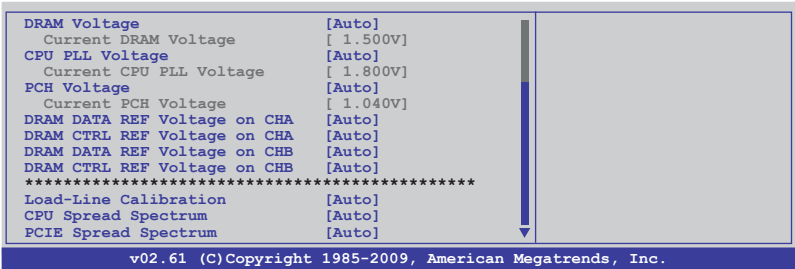 DRAM Voltage [Auto]
Current DRAM Voltage [ 1.500V]
CPU PLL Voltage [Auto]
Current CPU PLL Voltage [ 1.800V]
PCH Voltage [Auto]
Current PCH Voltage [ 1.040V]
DRAM DATA REF Voltage on CHA [Auto]
DRAM CTRL REF Voltage on CHA [Auto]
DRAM DATA REF Voltage on CHB [Auto]
DRAM CTRL REF Voltage on CHB [Auto]
***********************************************
Load-Line Calibration [Auto]
CPU Spread Spectrum [Auto]
PCIE Spread Spectrum [Auto]
v02.61 (C)Copyright 1985-2009, American Megatrends, Inc.